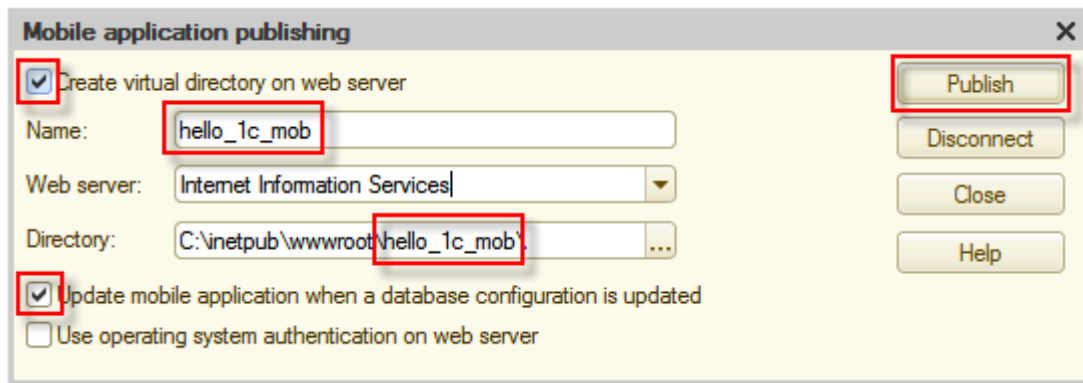 Mobile application publishing
Create virtual directory on web server
Publish
Name: hello_1c_mob
Disconnect
Web server: Internet Information Services
Close
Directory: C:\inetpub\wwwroot\hello_1c_mob\. ...
Help
Update mobile application when a database configuration is updated
Use operating system authentication on web server